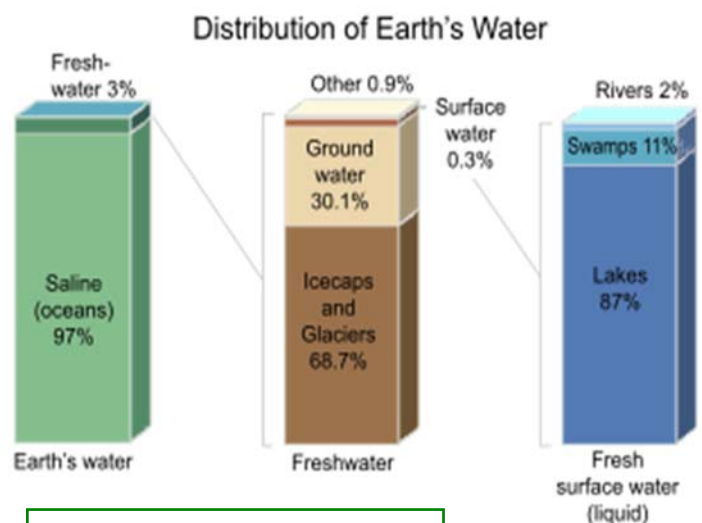 Distribution of Earth's Water
Fresh-
water 3%
Saline
(oceans)
97%
Earth's water
Other 0.9%
Surface
water
0.3%
Ground
water
30.1%
Icecaps
and
Glaciers
68.7%
Freshwater
Rivers 2%
Swamps 11%
Lakes
87%
Fresh
surface water
(liquid)